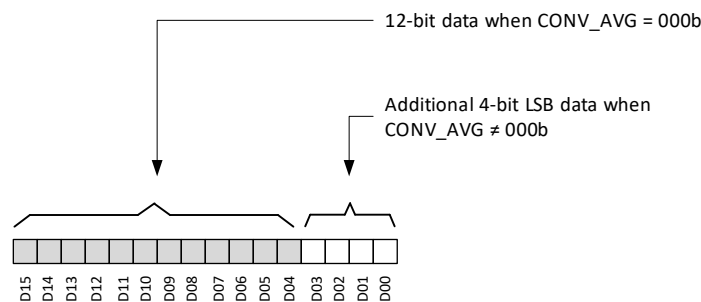 12-bit data when CONV_AVG = 000b
Additional 4-bit LSB data when
CONV_AVG ≠ 000b
D15
D14
D13
D12
D11
D10
D09
D08
D07
D06
D05
D04
D03
D02
D01
D00